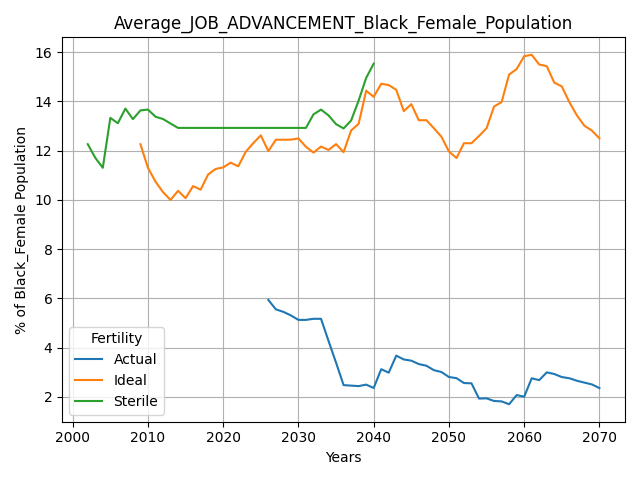 Average_JOB_ADVANCEMENT_Black_Female_Population
% of Black_Female Population
16
14
12
10
8
6
4
2
Fertility
Actual
Ideal
Sterile
2000 2010 2020 2030 2040 2050 2060 2070
Years